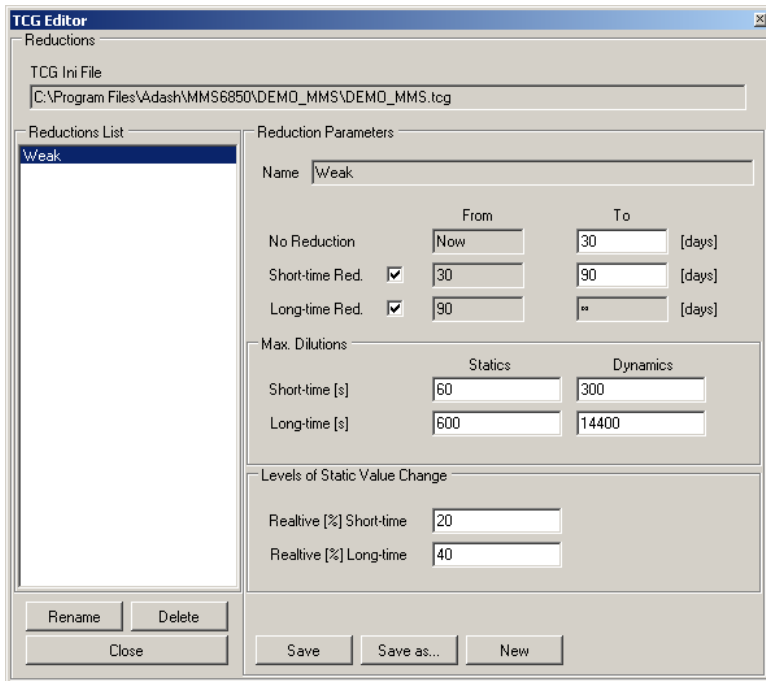 TCG Editor
Reductions
TCG Ini File
C:\Program Files\Adash\MMS6850\DEMO_MMS\DEMO_MMS.tcg
Reductions List
Weak
Rename Delete
Close
Reduction Parameters
Name Weak
From To
No Reduction Now 30 [days]
Short-time Red. 30 90 [days]
Long-time Red. 90 ∞ [days]
Max. Dilutions
Statics Dynamics
Short-time [s] 60 300
Long-time [s] 600 14400
Levels of Static Value Change
Realtive [%] Short-time 20
Realtive [%] Long-time 40
Save Save as... New